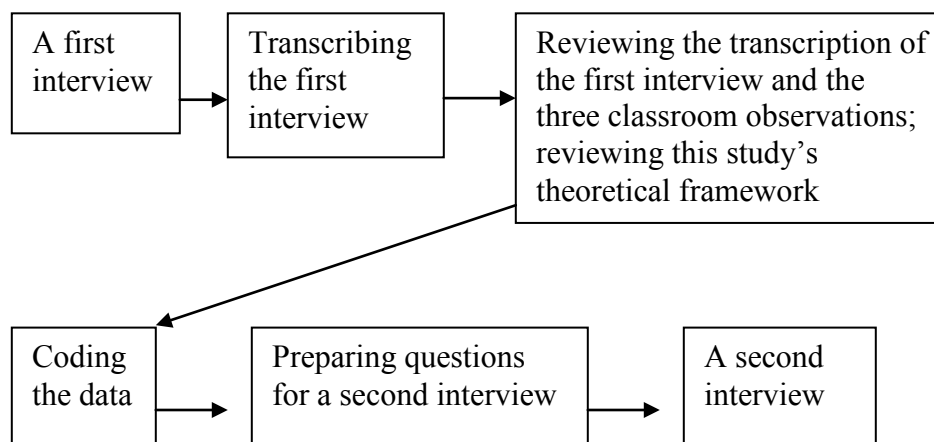 A first
interview
Transcribing
the first
interview
Reviewing the transcription of
the first interview and the
three classroom observations;
reviewing this study’s
theoretical framework
Coding
the data
Preparing questions
for a second interview
A second
interview